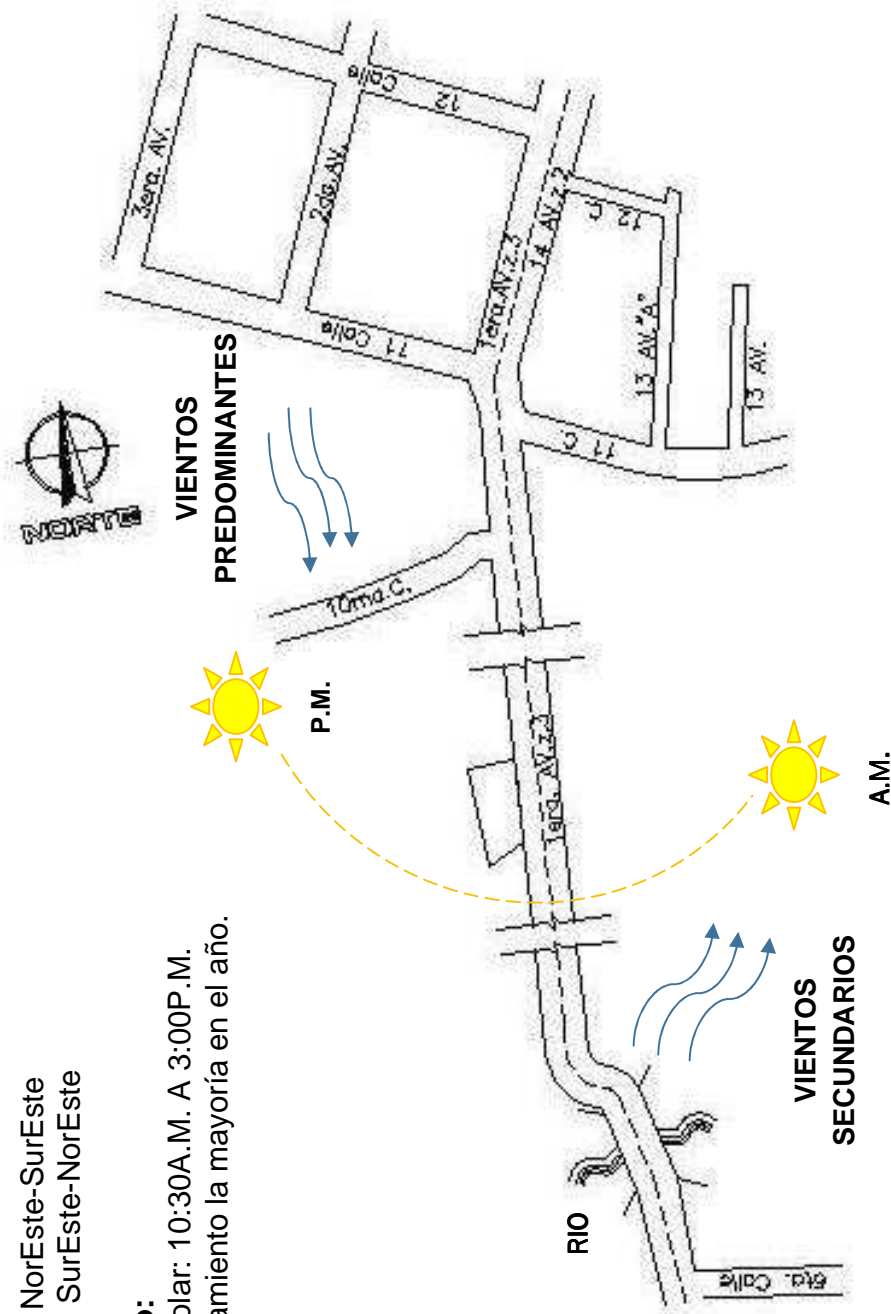 NorEste-SurEste
SurEste-NorEste
o:
olar: 10:30A.M. A 3:00P.M.
amiento la mayoría en el año.
NORTE
VIENTOS
PREDOMINANTES
3era. AV.
2da. AV.
12 Calle
11 Calle
1era. AV.z.3
14 AV.z.2
12 C.
13 AV."A"
13 AV.
11 C.
10ma C.
P.M.
1era. AV.z.3
A.M.
VIENTOS
SECUNDARIOS
RIO
6ta. Calle